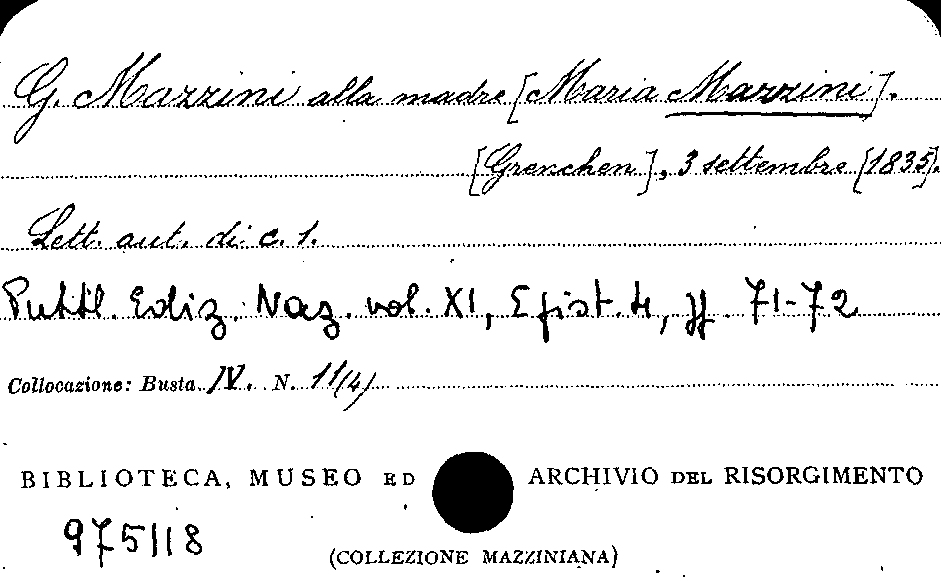 G. Mazzini alla madre [Maria Mazzini].
[Grenchen], 3 settembre [1835].
Lett. aut. di c. 1.
Pubbl. Ediz. Naz. vol. XI, Epist. 4, pp. 71-72
Collocazione: Busta IV. N. 11(4)
BIBLIOTECA, MUSEO ED ARCHIVIO DEL RISORGIMENTO
975118
(COLLEZIONE MAZZINIANA)